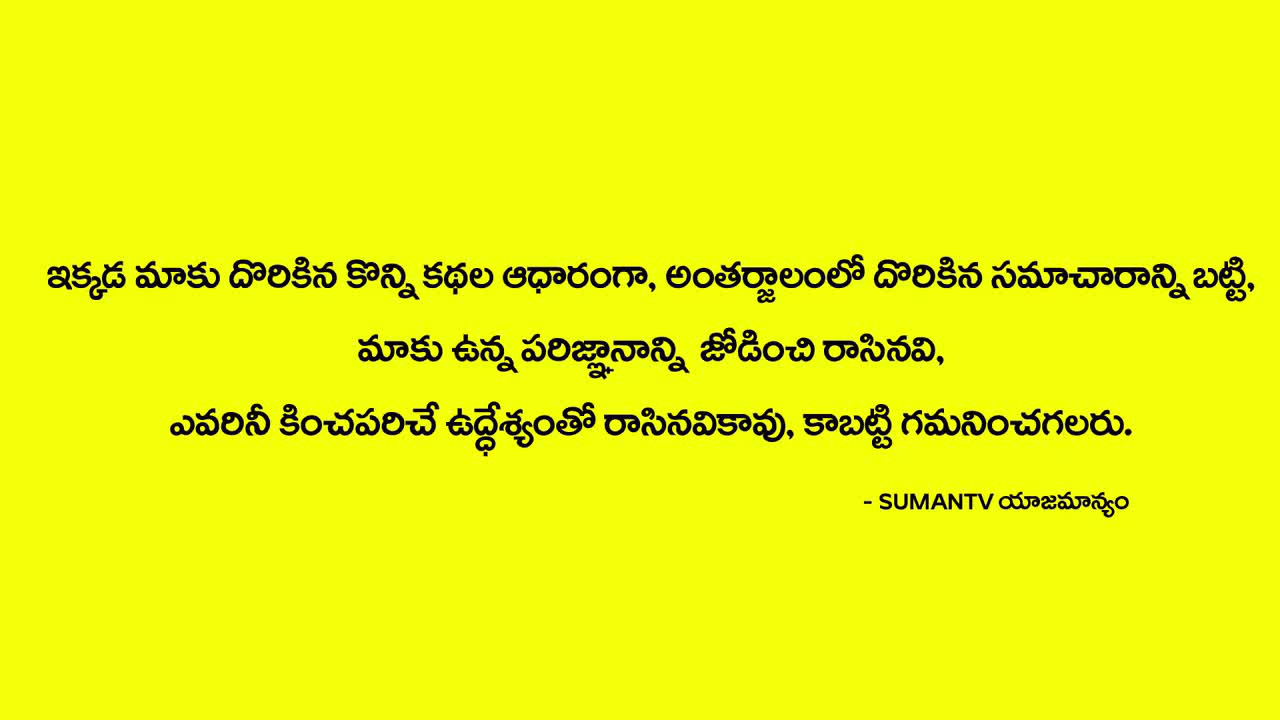 ఇక్కడ మాకు దొరికిన కొన్ని కథల ఆధారంగా, అంతర్జాలంలో దొరికిన సమాచారాన్ని బట్టి,
మాకు ఉన్న పరిజ్ఞానాన్ని జోడించి రాసినవి,
ఎవరినీ కించపరిచే ఉద్ధేశ్యంతో రాసినవికావు, కాబట్టి గమనించగలరు.
- SUMANTV యాజమాన్యం